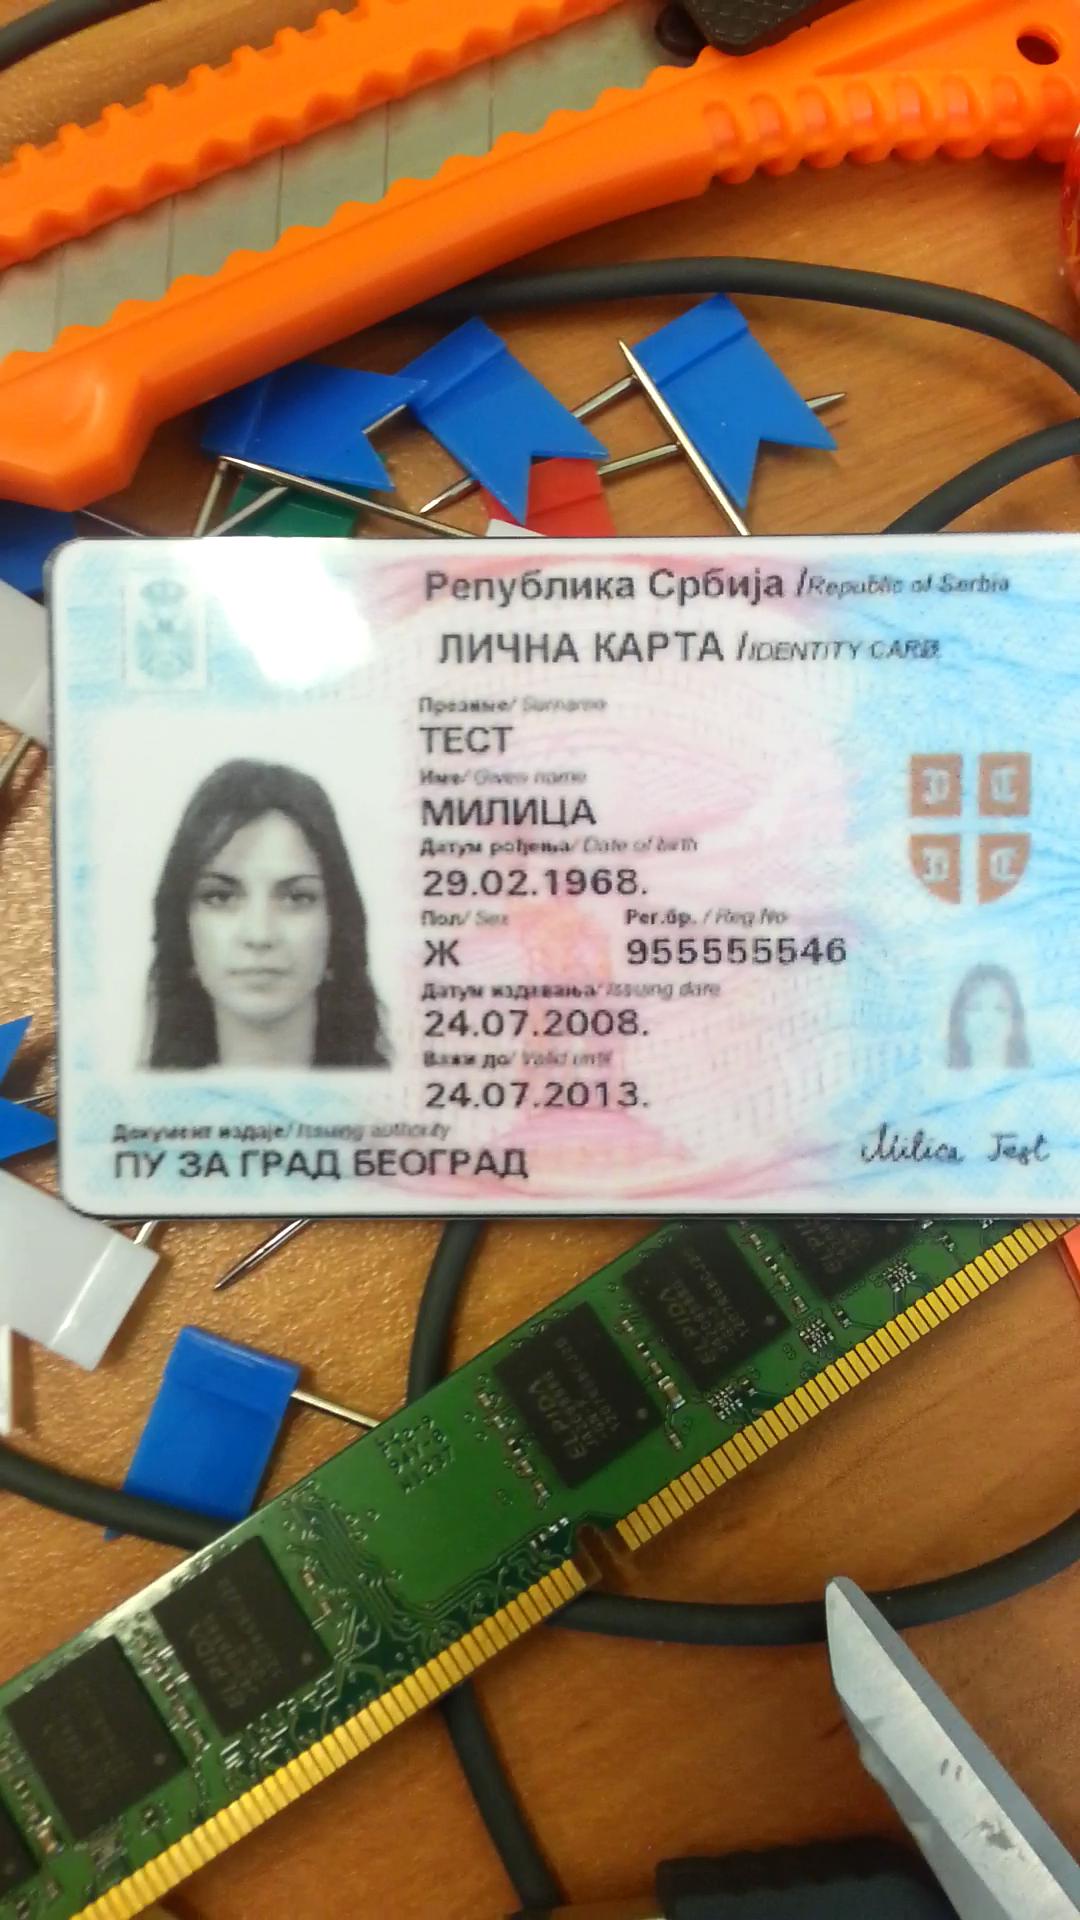 Република Србија /Republic of Serbia
ЛИЧНА КАРТА /IDENTITY CARD
Презиме/ Surname
ТЕСТ
Име/ Given name
МИЛИЦА
Датум рођења/ Date of birth
29.02.1968.
Пол/ Sex Рег.бр. / Reg.No
Ж 955555546
Датум издавања/ Issuing date
24.07.2008.
Важи до/ Valid until
24.07.2013.
Документ издаје/ Issuing authority
ПУ ЗА ГРАД БЕОГРАД
Milica Test
ELPIDA
ELPIDA
ELPIDA
ELPIDA